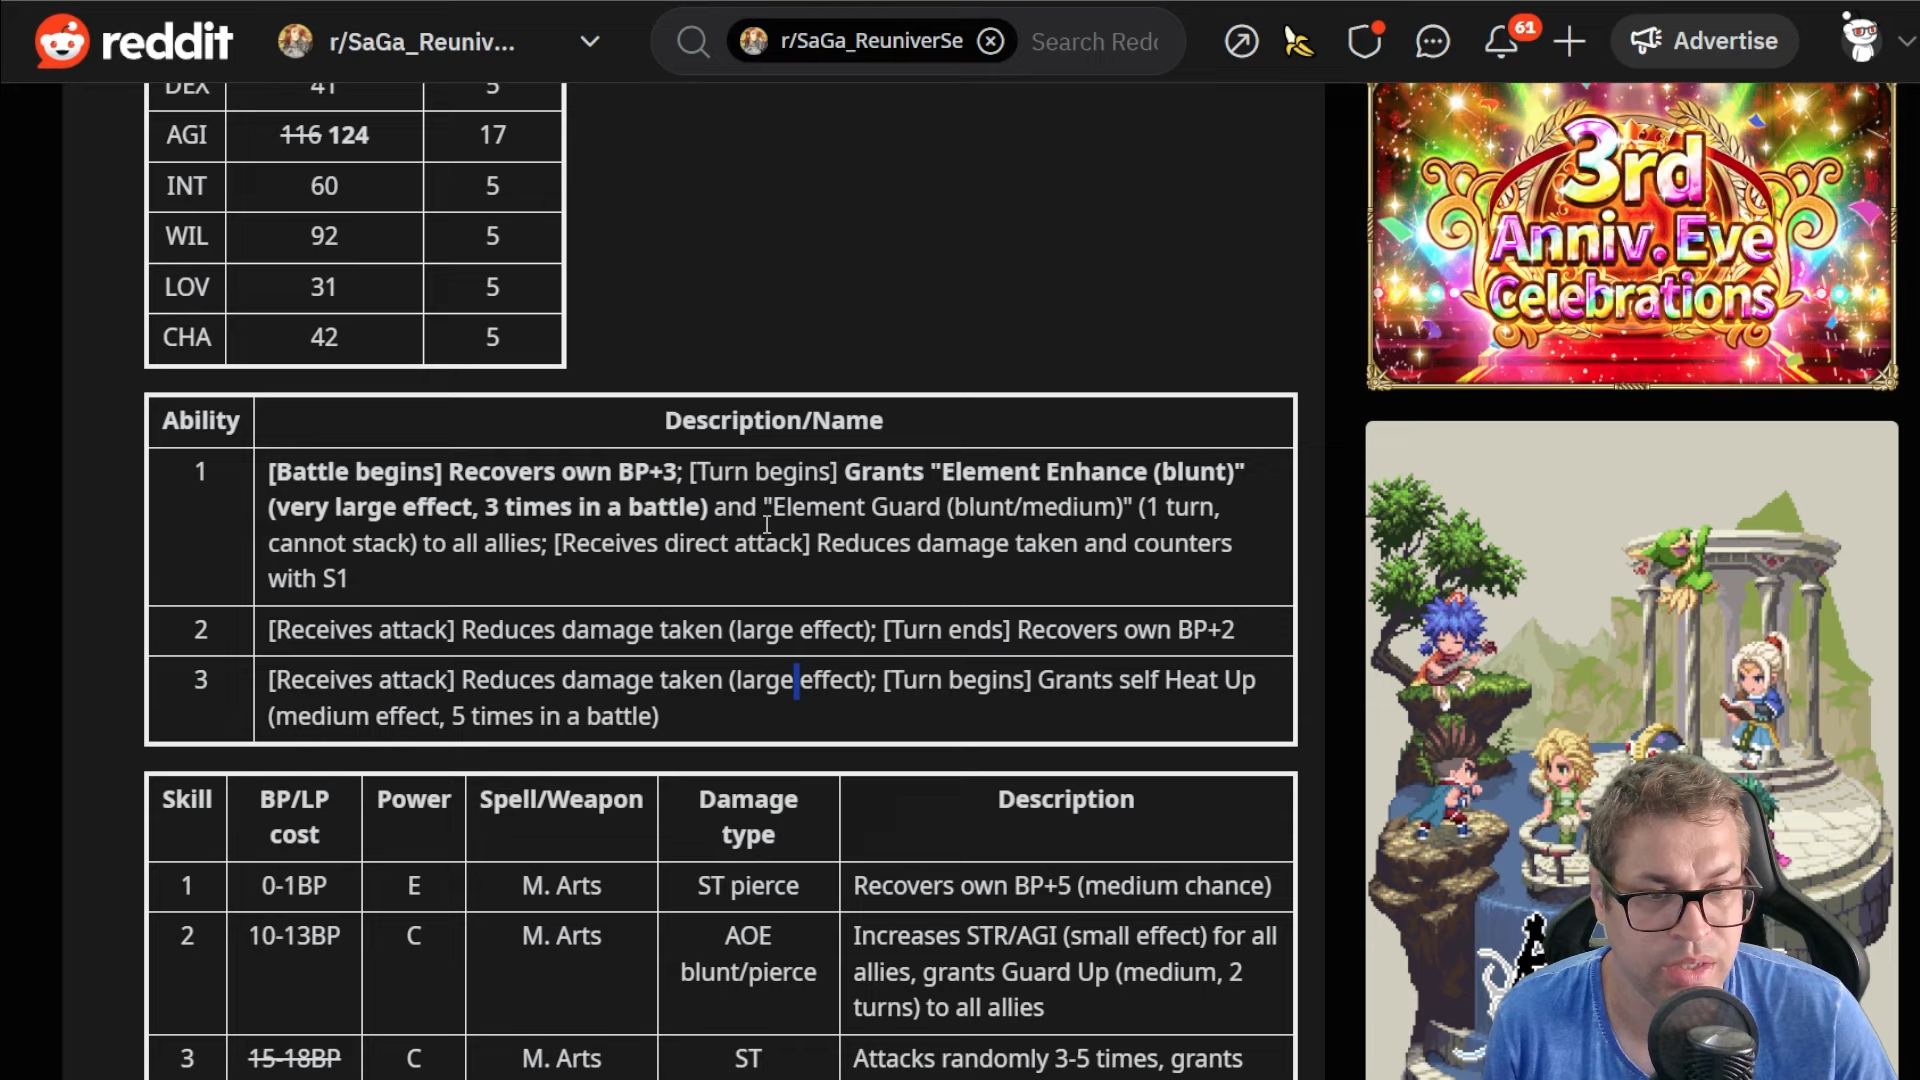 reddit
r/SaGa_Reuniv...
r/SaGa_ReuniverSe
Search Redc
61
Advertise
DEX 41 5
AGI 116 124 17
INT 60 5
WIL 92 5
LOV 31 5
CHA 42 5
3rd
Anniv. Eve
Celebrations
Ability Description/Name
1 [Battle begins] Recovers own BP+3; [Turn begins] Grants "Element Enhance (blunt)"
(very large effect, 3 times in a battle) and "Element Guard (blunt/medium)" (1 turn,
cannot stack) to all allies; [Receives direct attack] Reduces damage taken and counters
with S1
2 [Receives attack] Reduces damage taken (large effect); [Turn ends] Recovers own BP+2
3 [Receives attack] Reduces damage taken (large effect); [Turn begins] Grants self Heat Up
(medium effect, 5 times in a battle)
Skill BP/LP Power Spell/Weapon Damage Description
cost type
1 0-1BP E M. Arts ST pierce Recovers own BP+5 (medium chance)
2 10-13BP C M. Arts AOE Increases STR/AGI (small effect) for all
blunt/pierce allies, grants Guard Up (medium, 2
turns) to all allies
3 15-18BP C M. Arts ST Attacks randomly 3-5 times, grants